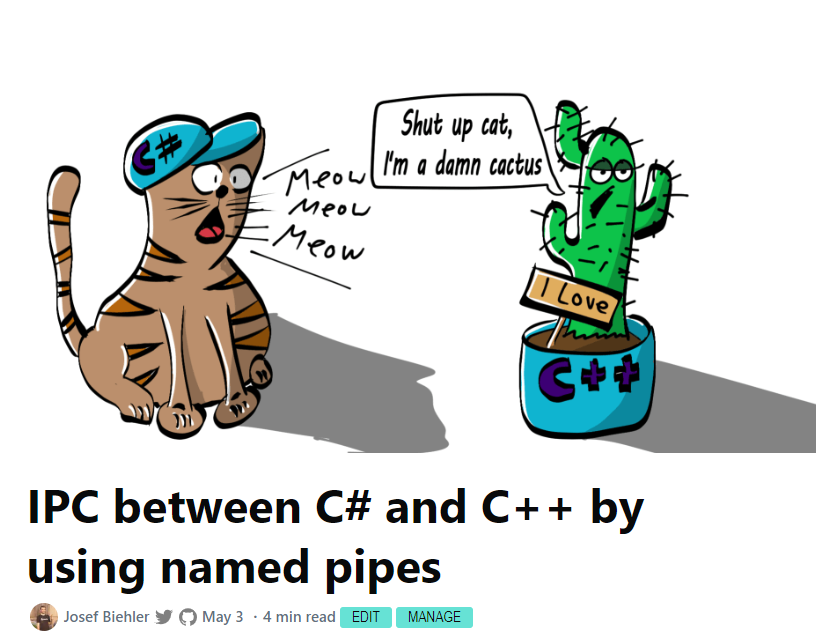 C#
Meow
Meow
Meow
Shut up cat,
I'm a damn cactus
I Love
C++
IPC between C# and C++ by
using named pipes
Josef Biehler May 3 · 4 min read EDIT MANAGE